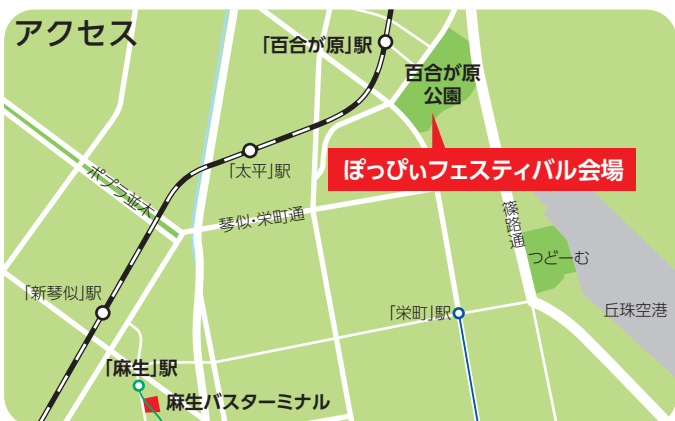 アクセス
「百合が原」駅
百合が原
公園
「太平」駅
ぽっぴぃフェスティバル会場
ポプラ並木
琴似・栄町通
篠路通
つどーむ
「新琴似」駅
「栄町」駅
丘珠空港
「麻生」駅
麻生バスターミナル